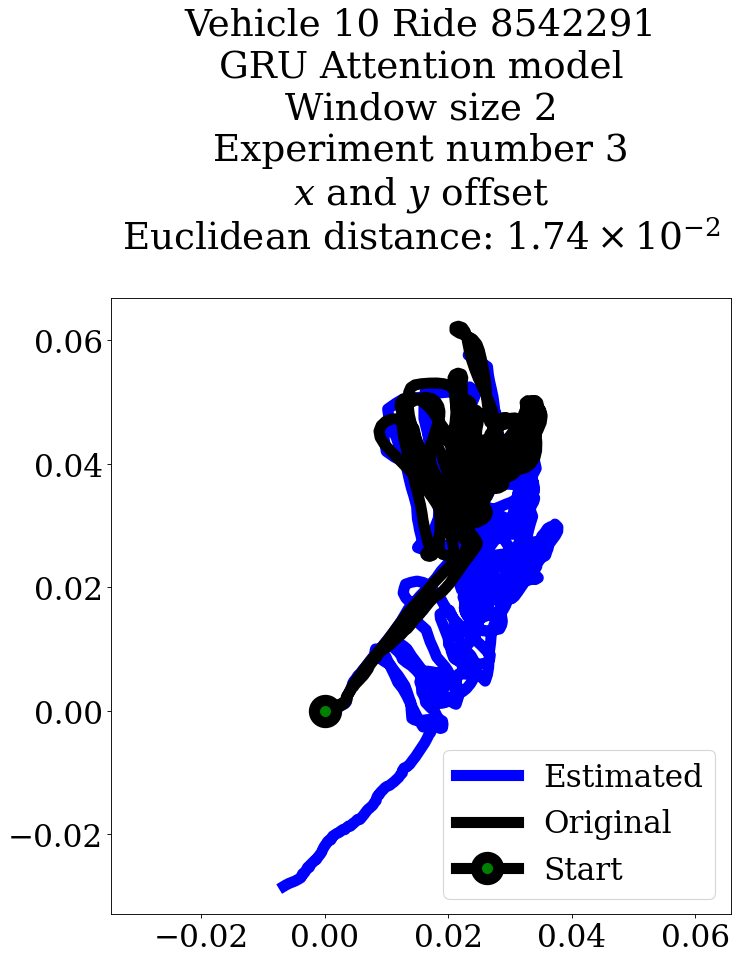 Vehicle 10 Ride 8542291
GRU Attention model
Window size 2
Experiment number 3
x and y offset
Euclidean distance: 1.74 × 10⁻²
0.06
0.04
0.02
0.00
−0.02
Estimated
Original
Start
−0.02 0.00 0.02 0.04 0.06